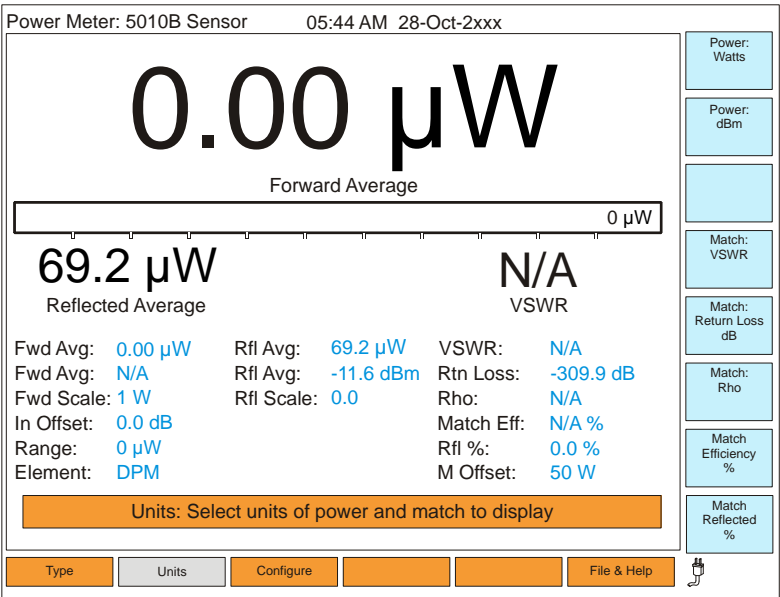 Power Meter: 5010B Sensor 05:44 AM 28-Oct-2xxx
0.00 µW
Forward Average
0 µW
69.2 µW N/A
Reflected Average VSWR
Fwd Avg: 0.00 µW Rfl Avg: 69.2 µW VSWR: N/A
Fwd Avg: N/A Rfl Avg: -11.6 dBm Rtn Loss: -309.9 dB
Fwd Scale: 1 W Rfl Scale: 0.0 Rho: N/A
In Offset: 0.0 dB Match Eff: N/A %
Range: 0 µW Rfl %: 0.0 %
Element: DPM M Offset: 50 W
Units: Select units of power and match to display
Power:
Watts
Power:
dBm
Match:
VSWR
Match:
Return Loss
dB
Match:
Rho
Match
Efficiency
%
Match
Reflected
%
Type Units Configure File & Help